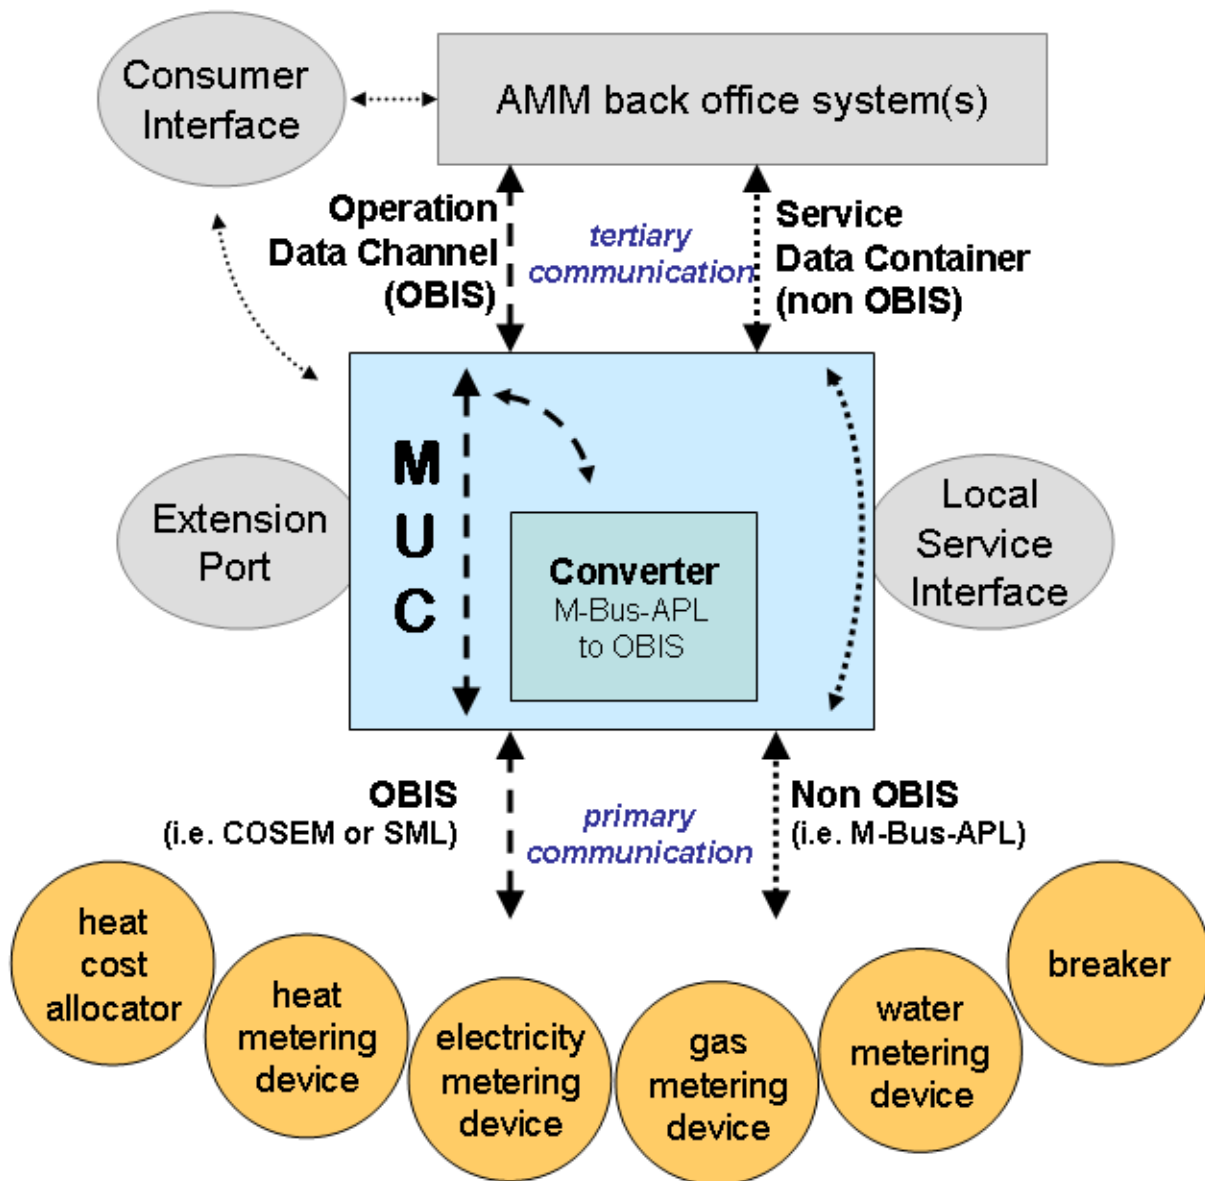 Consumer
Interface
AMM back office system(s)
Operation
Data Channel
(OBIS)
tertiary
communication
Service
Data Container
(non OBIS)
M
U
C
Extension
Port
Converter
M-Bus-APL
to OBIS
Local
Service
Interface
OBIS
(i.e. COSEM or SML)
primary
communication
Non OBIS
(i.e. M-Bus-APL)
heat
cost
allocator
heat
metering
device
electricity
metering
device
gas
metering
device
water
metering
device
breaker